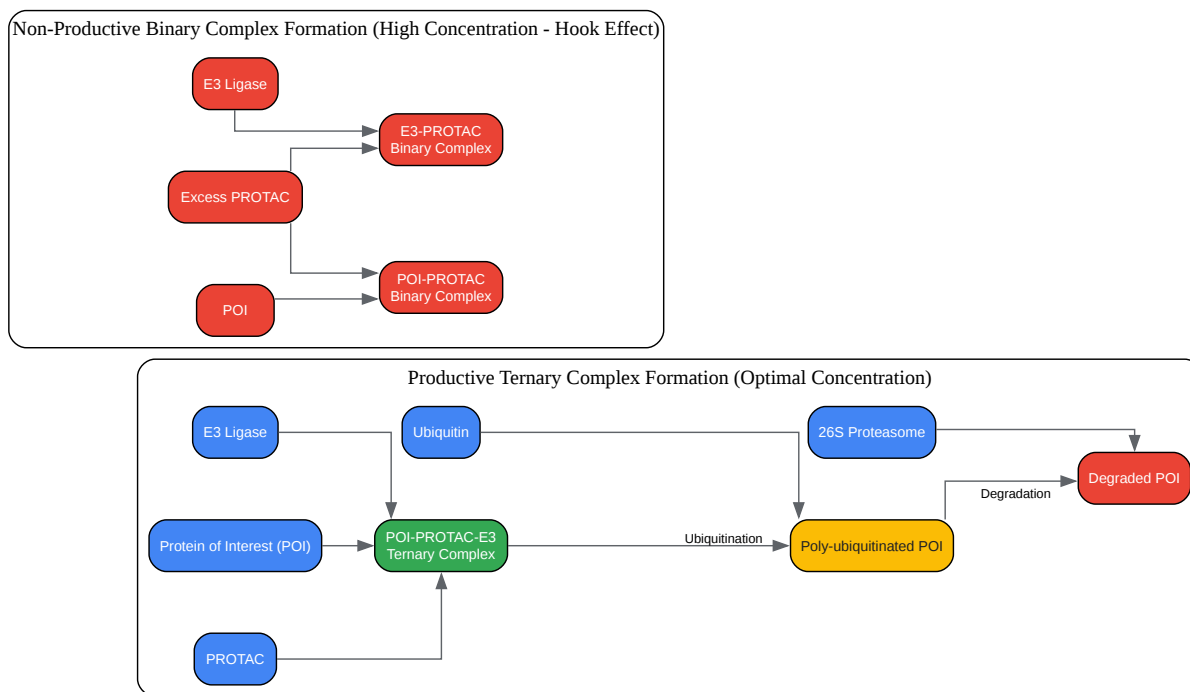 Non-Productive Binary Complex Formation (High Concentration - Hook Effect)
E3 Ligase
E3-PROTAC
Binary Complex
Excess PROTAC
POI-PROTAC
Binary Complex
POI
Productive Ternary Complex Formation (Optimal Concentration)
E3 Ligase
Ubiquitin
26S Proteasome
Degraded POI
Degradation
Protein of Interest (POI)
POI-PROTAC-E3
Ternary Complex
Ubiquitination
Poly-ubiquitinated POI
PROTAC